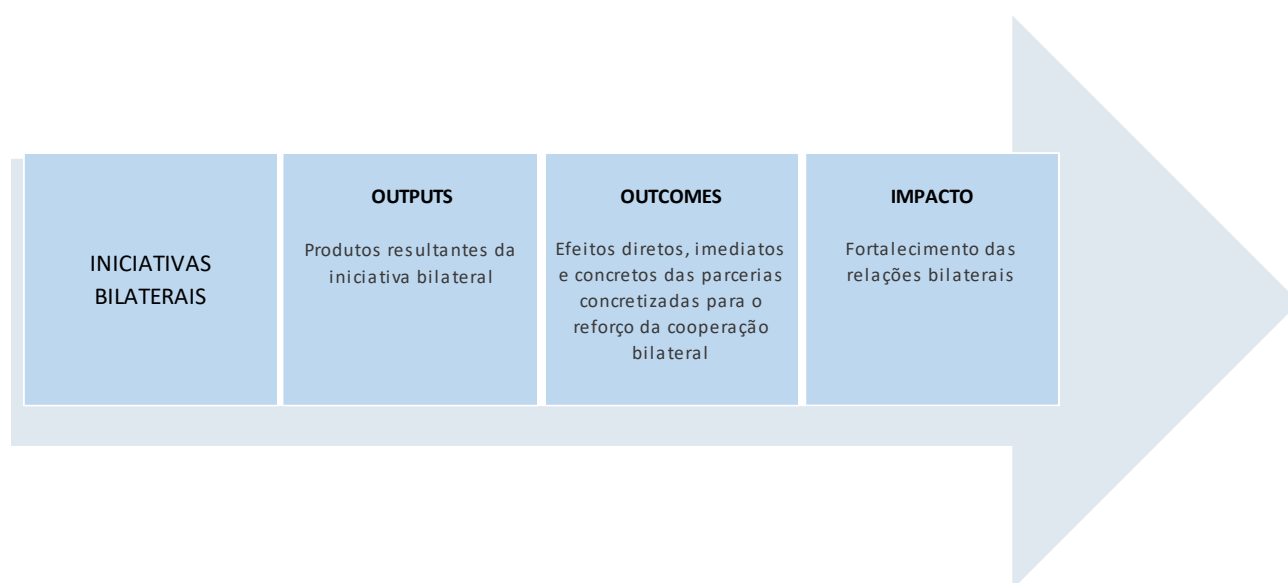 INICIATIVAS
BILATERAIS
OUTPUTS
Produtos resultantes da
iniciativa bilateral
OUTCOMES
Efeitos diretos, imediatos
e concretos das parcerias
concretizadas para o
reforço da cooperação
bilateral
IMPACTO
Fortalecimento das
relações bilaterais